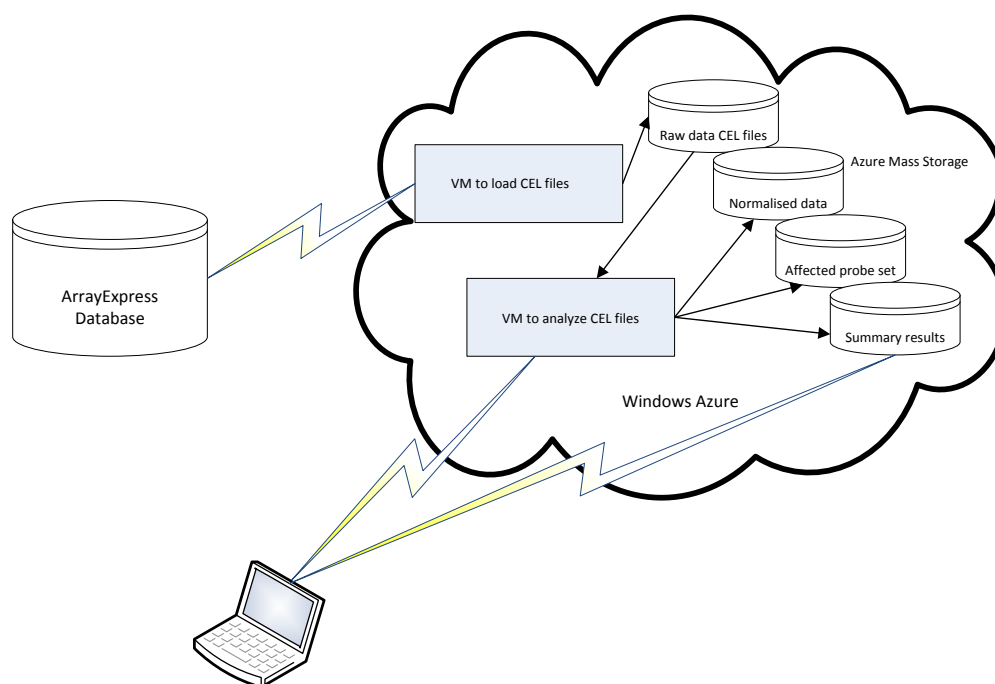 Raw data CEL files
Azure Mass Storage
VM to load CEL files
Normalised data
Affected probe set
ArrayExpress
Database
VM to analyze CEL files
Summary results
Windows Azure